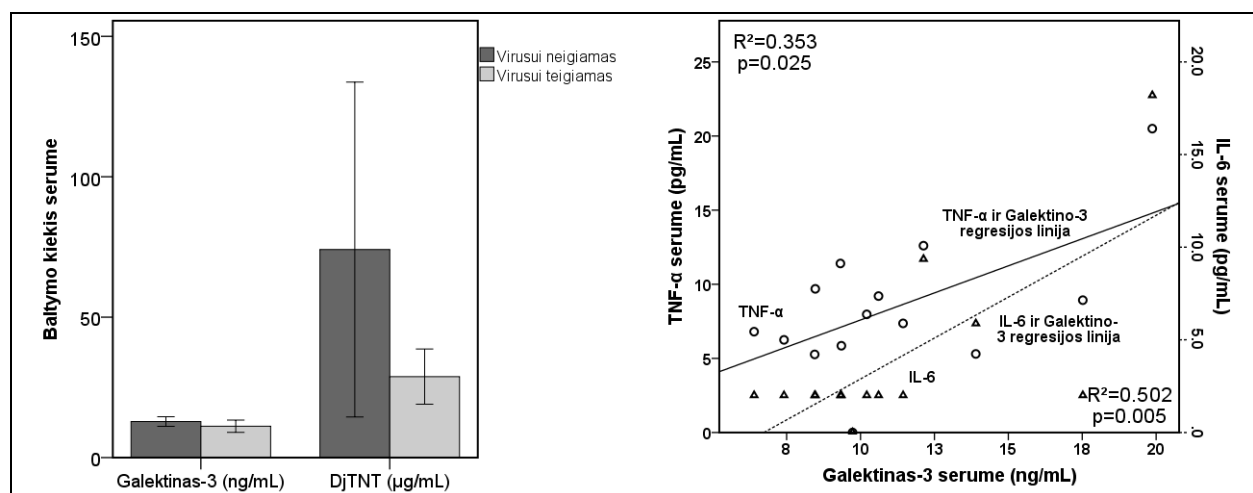 150
100
50
0
Baltymo kiekis serume
Galektinas-3 (ng/mL)
DjTNT (µg/mL)
Virusui neigiamas
Virusui teigiamas
R²=0.353
p=0.025
25
20
15
10
5
0
TNF-α serume (pg/mL)
20.0
15.0
10.0
5.0
.0
IL-6 serume (pg/mL)
TNF-α ir Galektino-3
regresijos linija
TNF-α
IL-6 ir Galektino-
3 regresijos linija
IL-6
R²=0.502
p=0.005
8
10
13
15
18
20
Galektinas-3 serume (ng/mL)